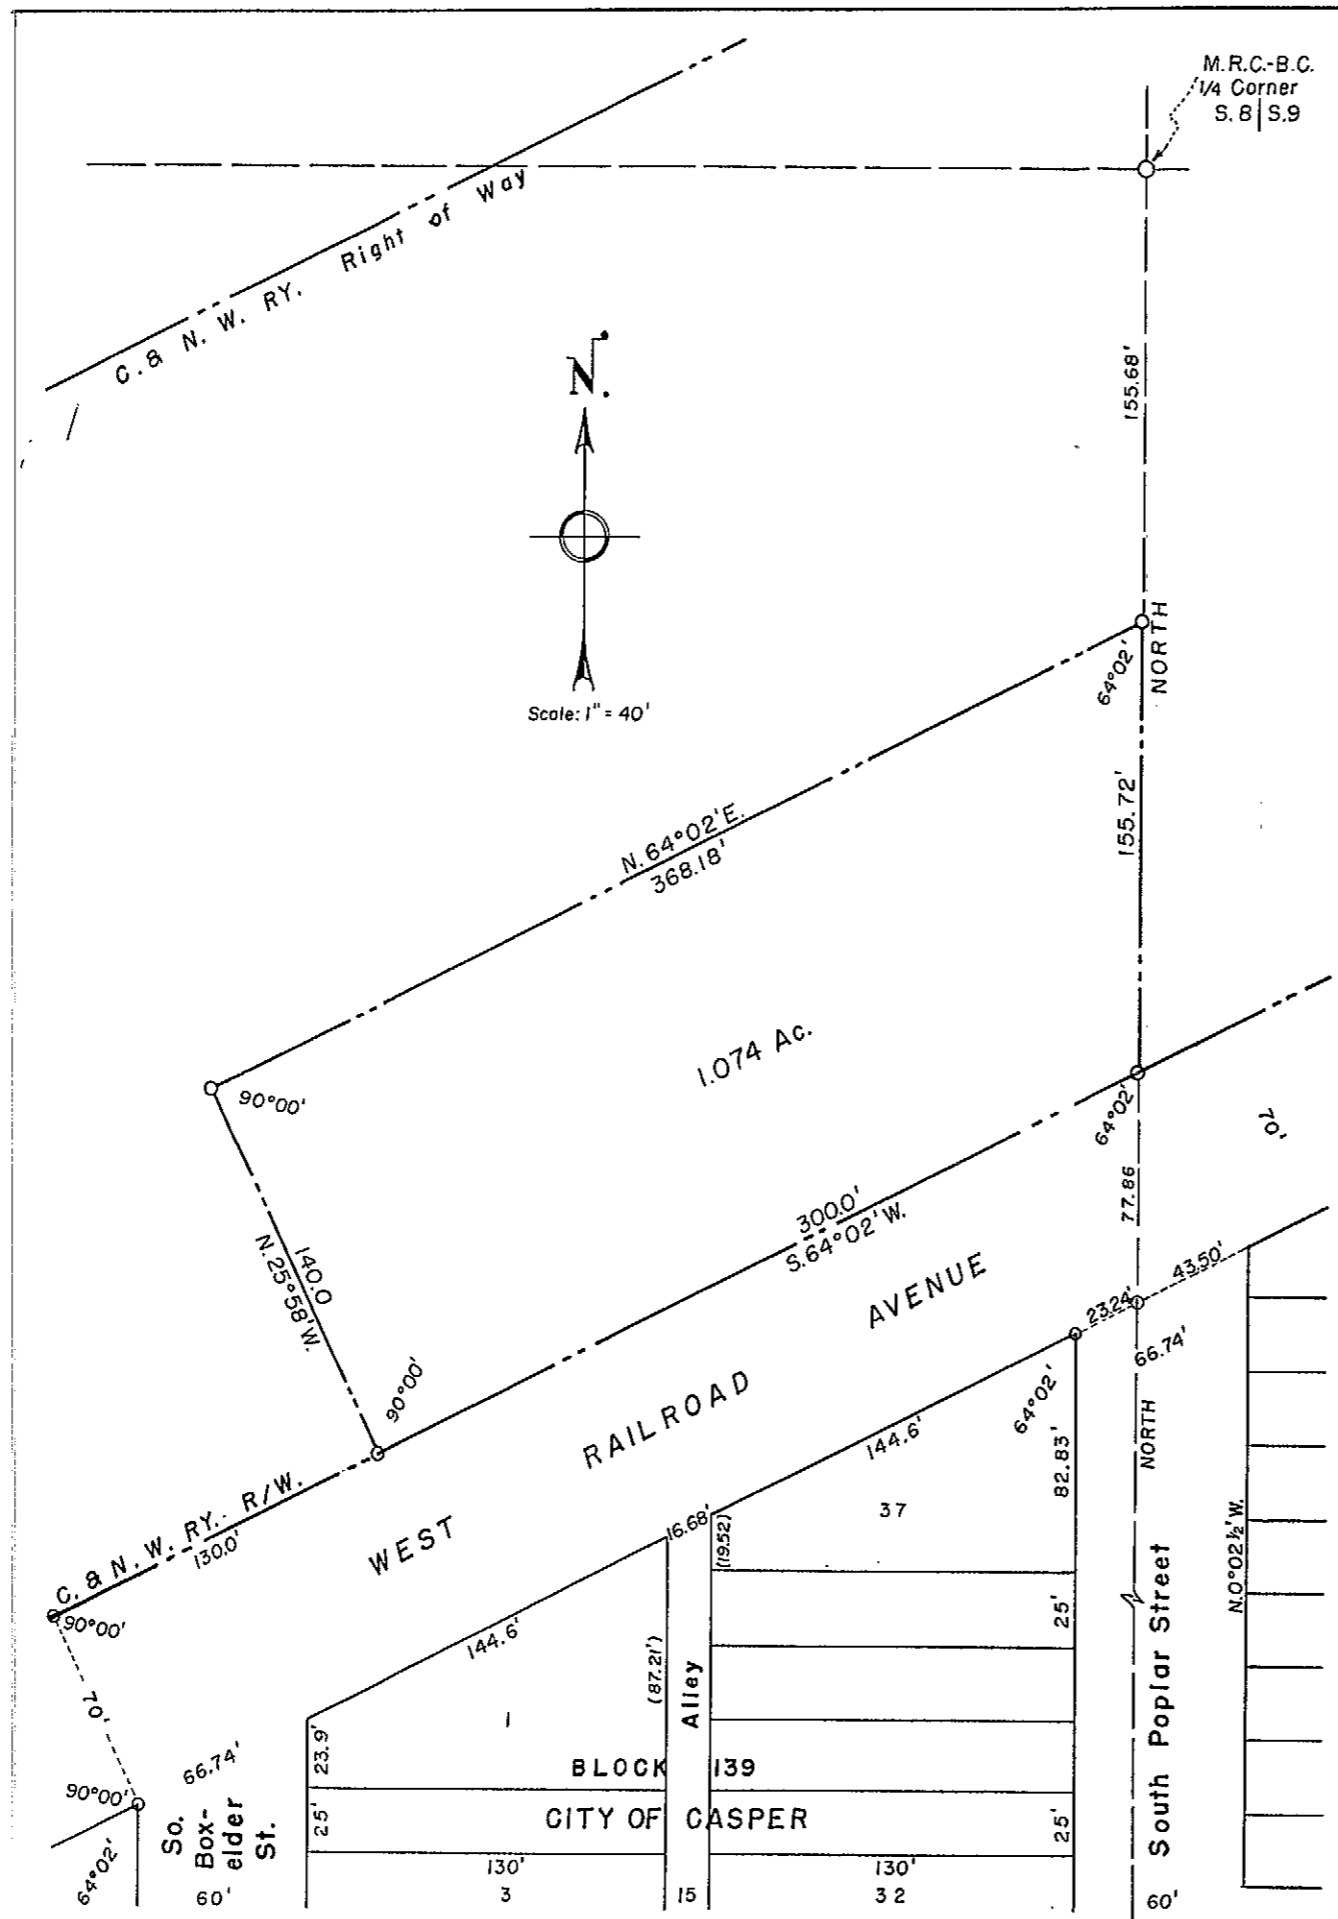 M.R.C.-B.C.
1/4 Corner
S. 8 | S.9
C. & N. W. RY. Right of Way
155.68'
N.
Scale: 1" = 40'
NORTH
64°02'
155.72'
N. 64°02'E.
368.18'
1.074 Ac.
90°00'
64°02'
70'
77.86
300.0'
S.64°02'W.
140.0
N. 25°58'W.
43.50'
23.24'
66.74'
AVENUE
RAILROAD
WEST
90°00'
64°02'
144.6'
82.83'
NORTH
C. & N. W. RY. R/W.
130.0'
16.68'
(19.52)
37
90°00'
144.6'
(87.21')
Alley
25'
South Poplar Street
N.0°02½'W.
70'
1
23.9'
66.74'
BLOCK 139
90°00'
So.
Box-
elder
St.
25'
CITY OF CASPER
25'
64°02'
60'
130'
3
15
130'
32
60'